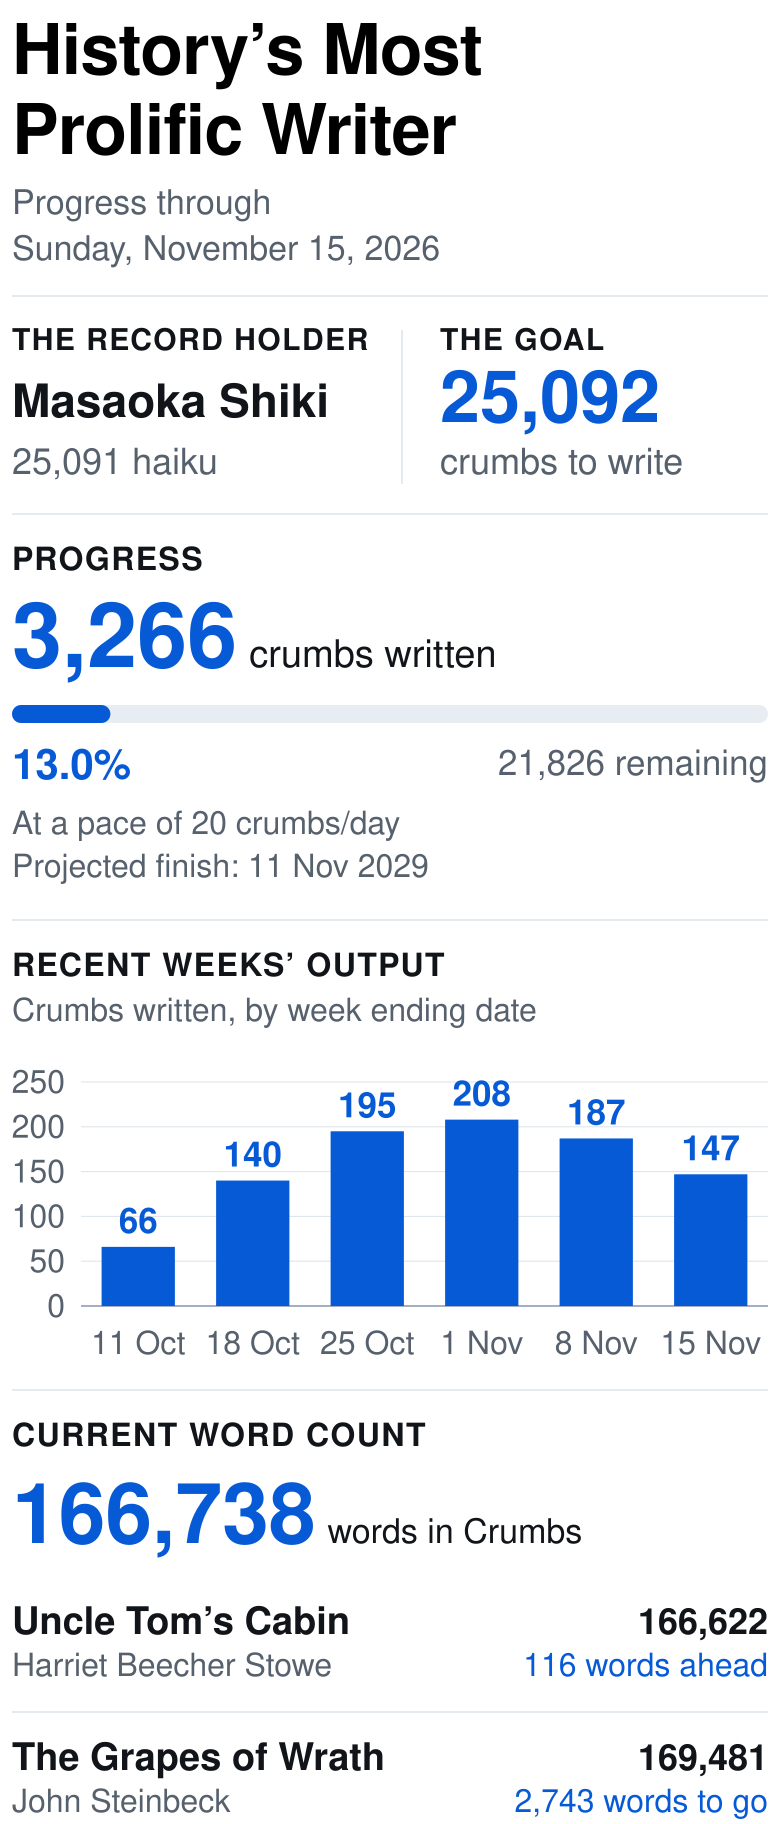 History’s Most
Prolific Writer
Progress through
Sunday, November 15, 2026
THE RECORD HOLDER
Masaoka Shiki
25,091 haiku
THE GOAL
25,092
crumbs to write
PROGRESS
3,266 crumbs written
13.0% 21,826 remaining
At a pace of 20 crumbs/day
Projected finish: 11 Nov 2029
RECENT WEEKS’ OUTPUT
Crumbs written, by week ending date
250
200
150
100
50
0
66 140 195 208 187 147
11 Oct 18 Oct 25 Oct 1 Nov 8 Nov 15 Nov
CURRENT WORD COUNT
166,738 words in Crumbs
Uncle Tom’s Cabin 166,622
Harriet Beecher Stowe 116 words ahead
The Grapes of Wrath 169,481
John Steinbeck 2,743 words to go